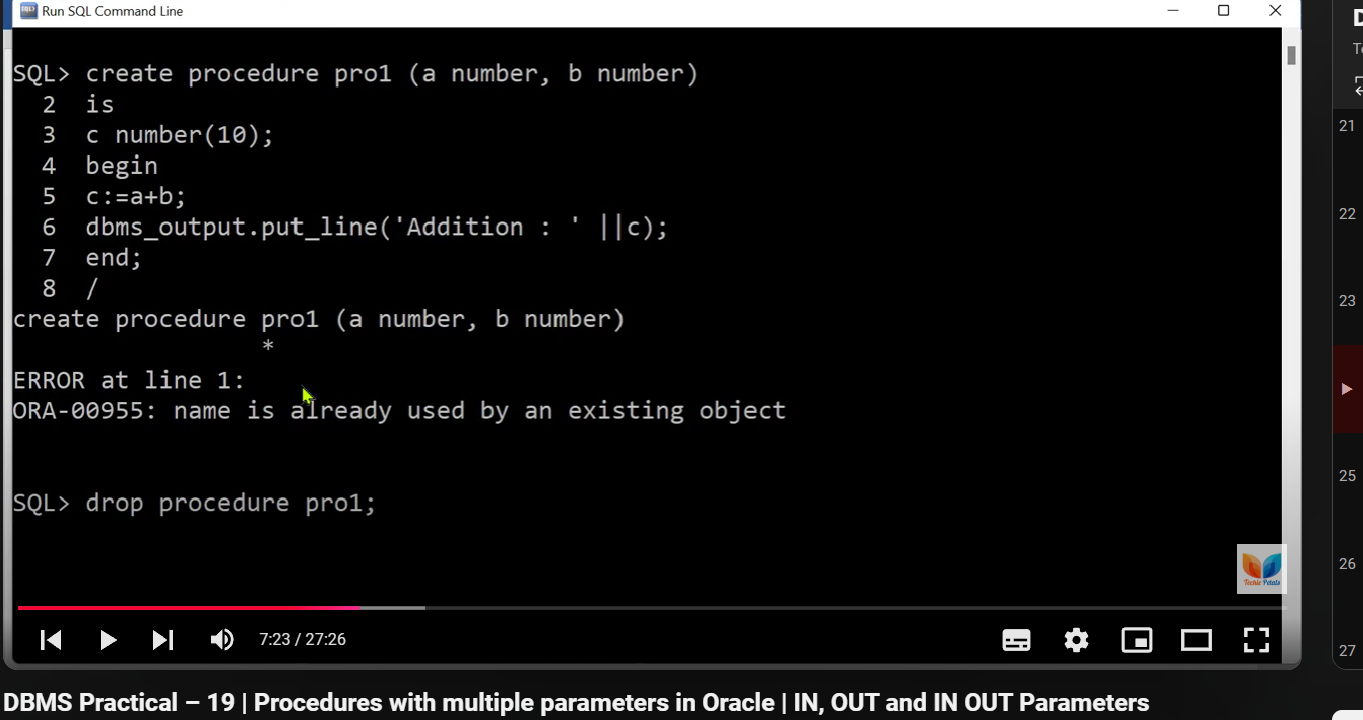 Run SQL Command Line
SQL> create procedure pro1 (a number, b number)
2 is
3 c number(10);
4 begin
5 c:=a+b;
6 dbms_output.put_line('Addition : ' ||c);
7 end;
8 /
create procedure pro1 (a number, b number)
*
ERROR at line 1:
ORA-00955: name is already used by an existing object
SQL> drop procedure pro1;
Techie Petals
7:23 / 27:26
DBMS Practical – 19 | Procedures with multiple parameters in Oracle | IN, OUT and IN OUT Parameters
21
22
23
25
26
27